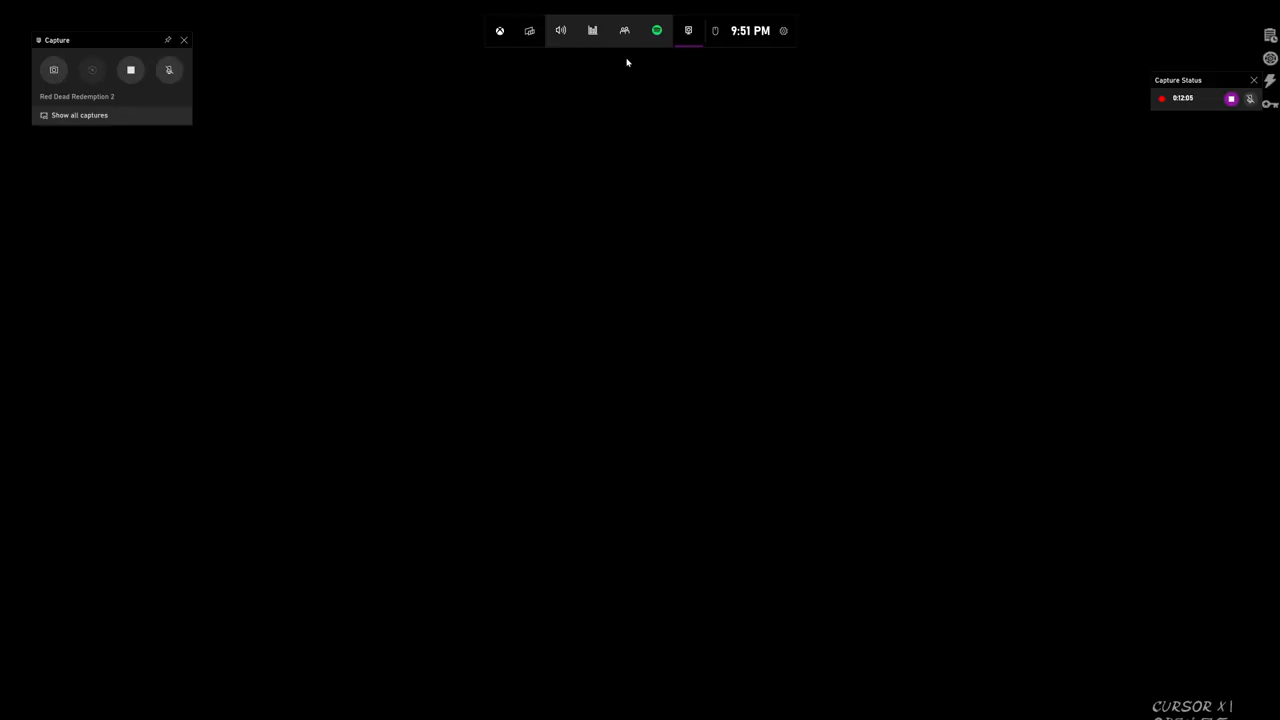 Capture
Red Dead Redemption 2
Show all captures
9:51 PM
Capture Status
0:12:05
CURSOR X |